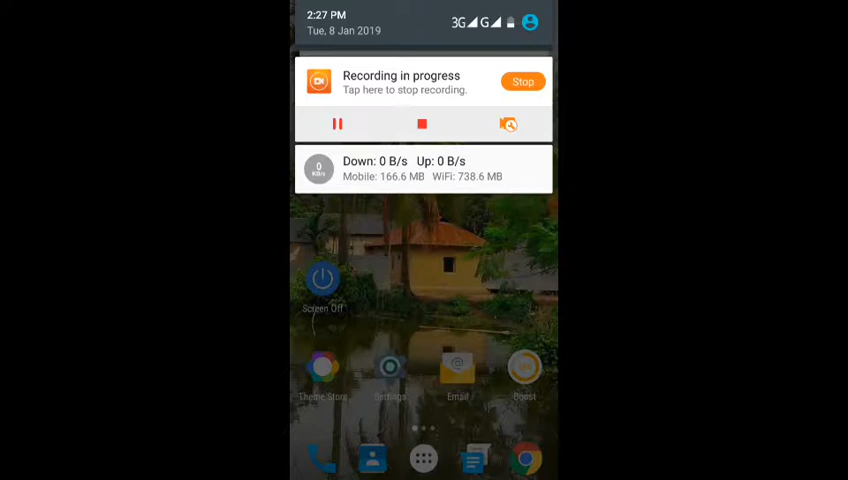 2:27 PM
Tue, 8 Jan 2019
3G G
Recording in progress
Tap here to stop recording.
Stop
0
KB/s
Down: 0 B/s Up: 0 B/s
Mobile: 166.6 MB WiFi: 738.6 MB
Screen Off
Theme Store Settings Email Boost